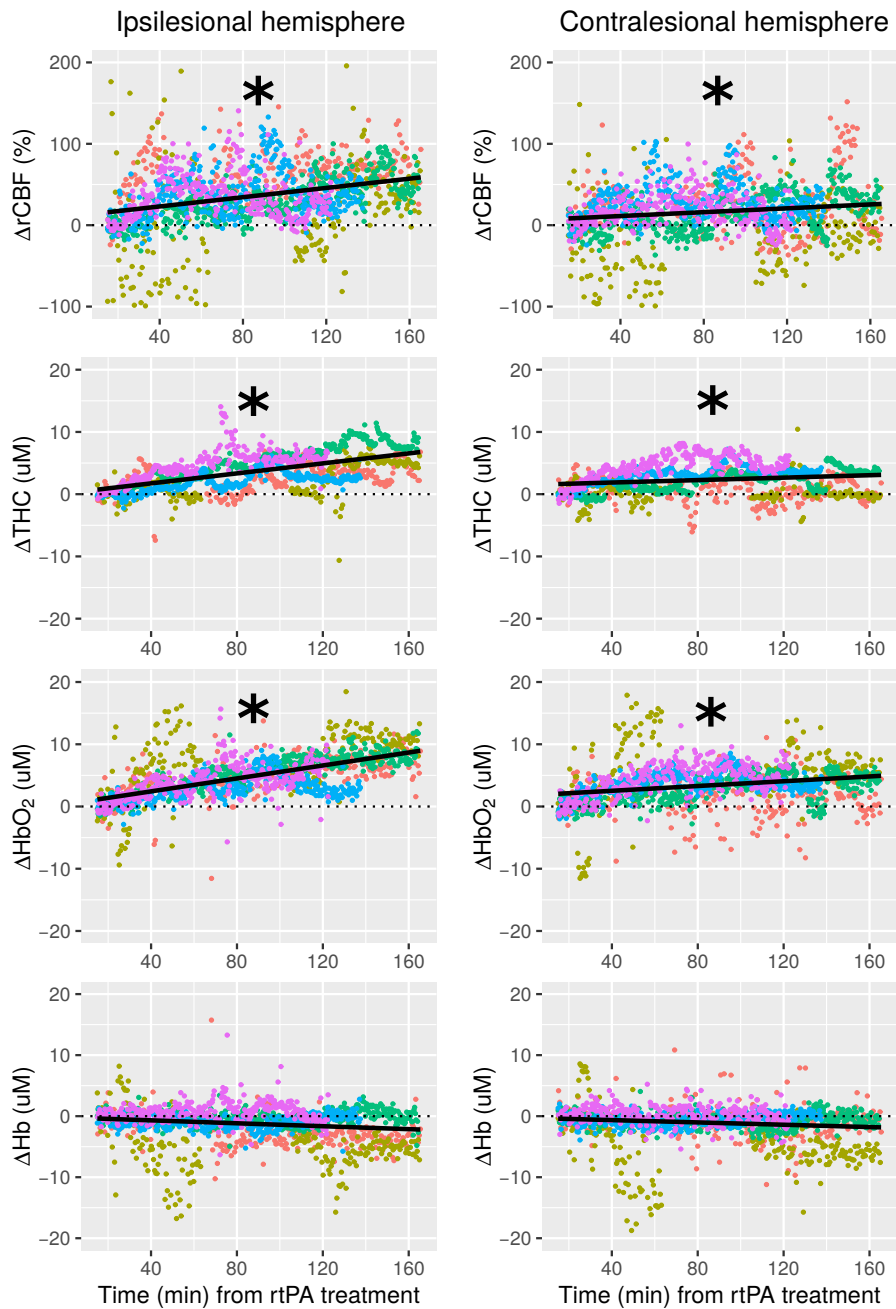 Ipsilesional hemisphere Contralesional hemisphere
200 200
* *
100 100
0 0
−100 −100
ΔrCBF (%) ΔrCBF (%)
40 80 120 160 40 80 120 160
20 20
* *
10 10
0 0
−10 −10
−20 −20
ΔTHC (uM) ΔTHC (uM)
40 80 120 160 40 80 120 160
20 20
* *
10 10
0 0
−10 −10
−20 −20
ΔHbO₂ (uM) ΔHbO₂ (uM)
40 80 120 160 40 80 120 160
20 20
10 10
0 0
−10 −10
−20 −20
ΔHb (uM) ΔHb (uM)
40 80 120 160 40 80 120 160
Time (min) from rtPA treatment Time (min) from rtPA treatment